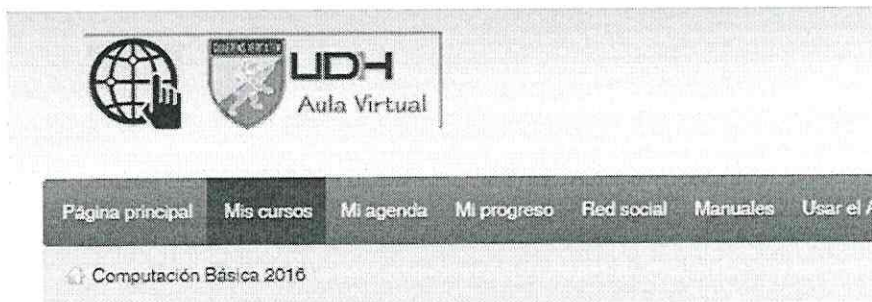 UDH
Aula Virtual
Página principal Mis cursos Mi agenda Mi progreso Red social Manuales Usar el A
Computación Básica 2016